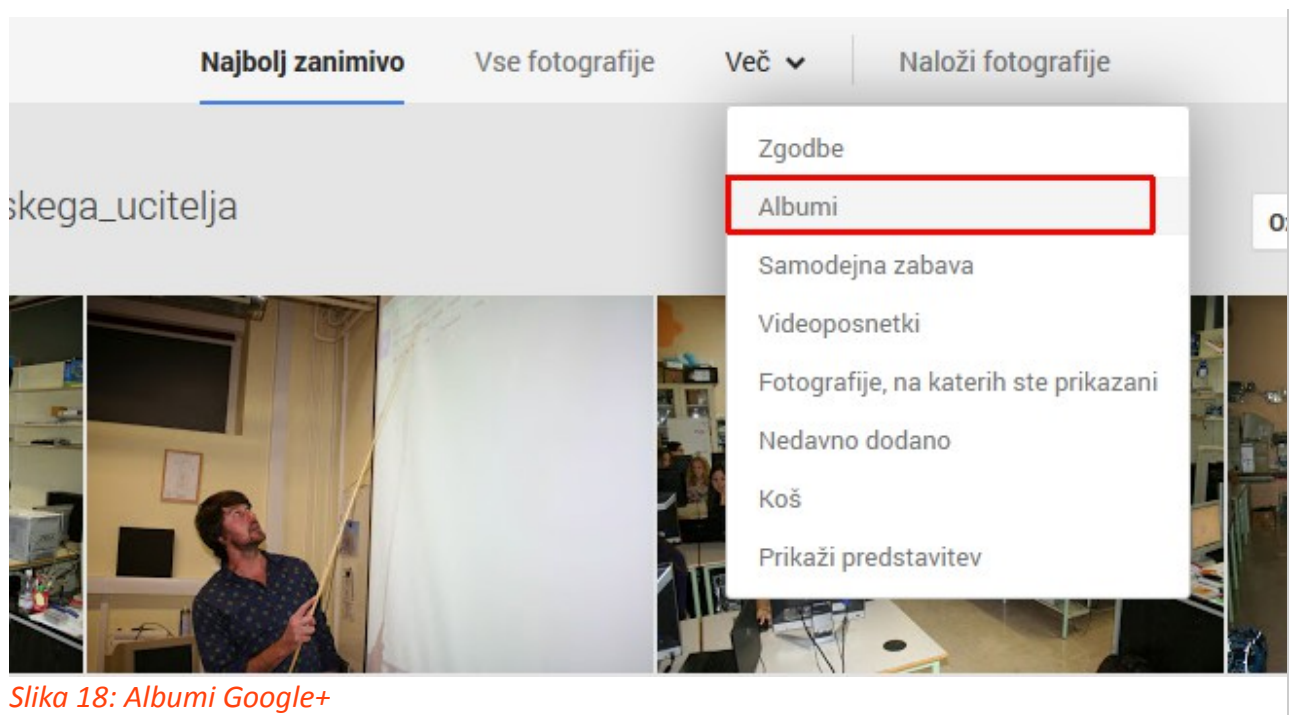 Najbolj zanimivo Vse fotografije Več Naloži fotografije
Zgodbe
skega_ucitelja
Albumi
Samodejna zabava
Videoposnetki
Fotografije, na katerih ste prikazani
Nedavno dodano
Koš
Prikaži predstavitev
Slika 18: Albumi Google+